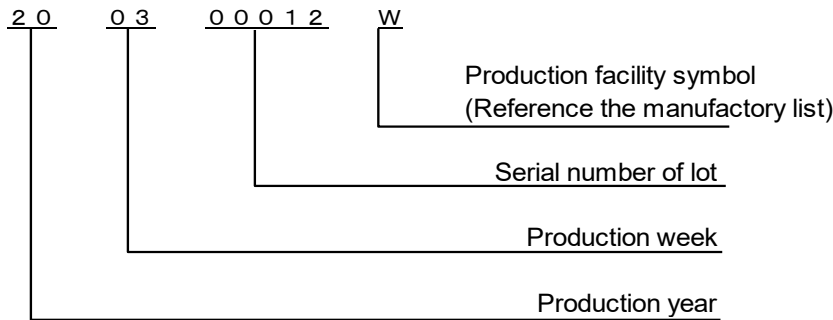 ２０ ０３ ０００１２ W
Production facility symbol
(Reference the manufactory list)
Serial number of lot
Production week
Production year